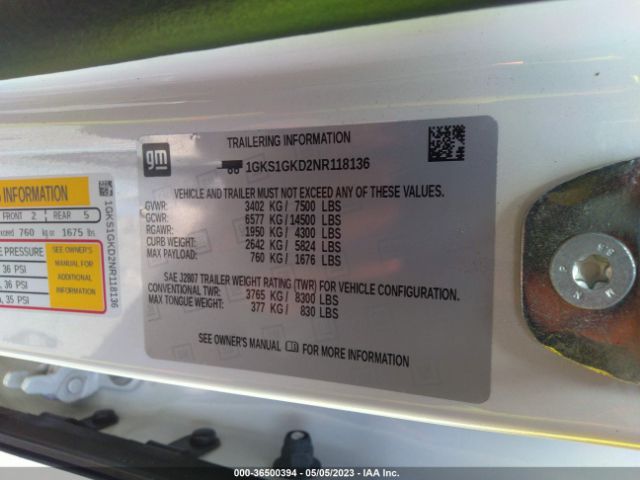 gm
TRAILERING INFORMATION
1GKS1GKD2NR118136
VEHICLE AND TRAILER MUST NOT EXCEED ANY OF THESE VALUES.
GVWR: 3402 KG / 7500 LBS
GCWR: 6577 KG / 14500 LBS
RGAWR: 1950 KG / 4300 LBS
CURB WEIGHT: 2642 KG / 5824 LBS
MAX PAYLOAD: 760 KG / 1676 LBS
SAE J2807 TRAILER WEIGHT RATING (TWR) FOR VEHICLE CONFIGURATION.
CONVENTIONAL TWR: 3765 KG / 8300 LBS
MAX TONGUE WEIGHT: 377 KG / 830 LBS
SEE OWNER'S MANUAL FOR MORE INFORMATION
INFORMATION
FRONT 2 REAR 5
760 kg or 1675 lbs
PRESSURE
36 PSI
36 PSI
35 PSI
SEE OWNER'S
MANUAL FOR
ADDITIONAL
INFORMATION
1GKS1GKD2NR118136
000-36500394 - 05/05/2023 - IAA Inc.